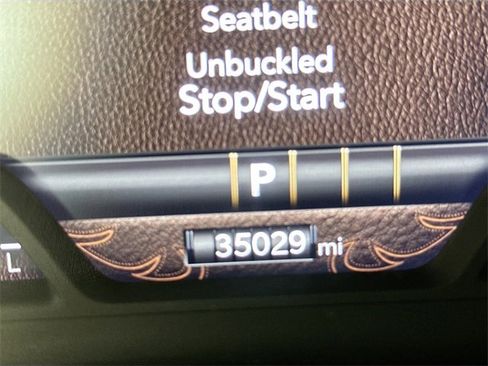 Seatbelt
Unbuckled
Stop/Start
P
35029 mi
L